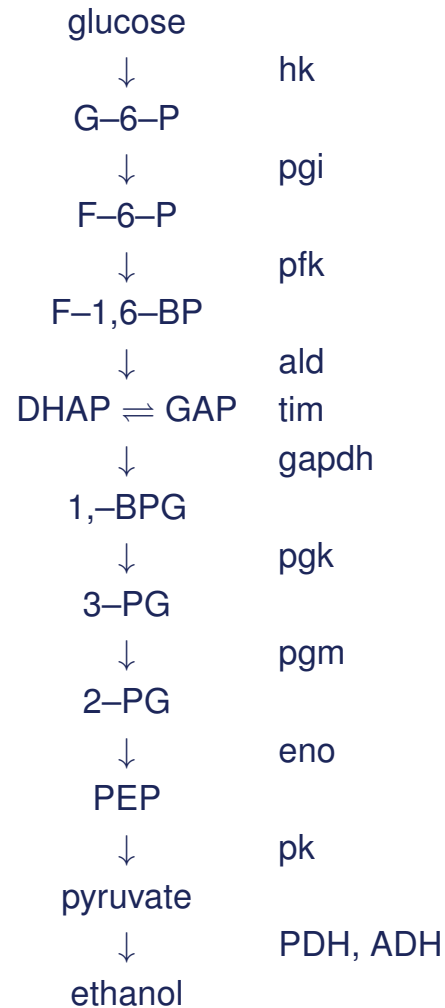 glucose
↓ hk
G–6–P
↓ pgi
F–6–P
↓ pfk
F–1,6–BP
↓ ald
DHAP ⇌ GAP tim
↓ gapdh
1,–BPG
↓ pgk
3–PG
↓ pgm
2–PG
↓ eno
PEP
↓ pk
pyruvate
↓ PDH, ADH
ethanol